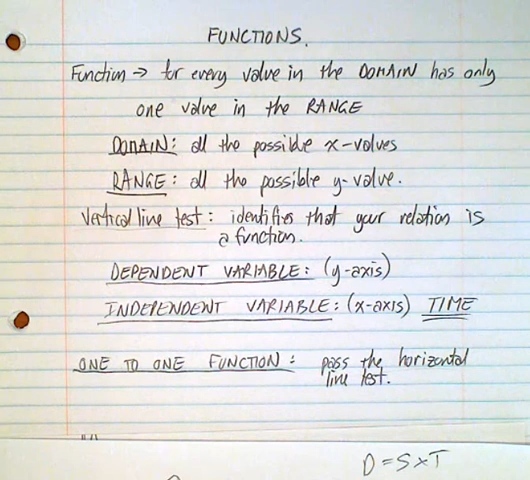 FUNCTIONS.
Function → for every value in the DOMAIN has only
one value in the RANGE
DOMAIN: all the possible x-values
RANGE: all the possible y-value.
Vertical line test: identifies that your relation is
a function.
DEPENDENT VARIABLE: (y-axis)
INDEPENDENT VARIABLE: (x-axis) TIME
ONE TO ONE FUNCTION: pass the horizontal
line test.
D=SxT